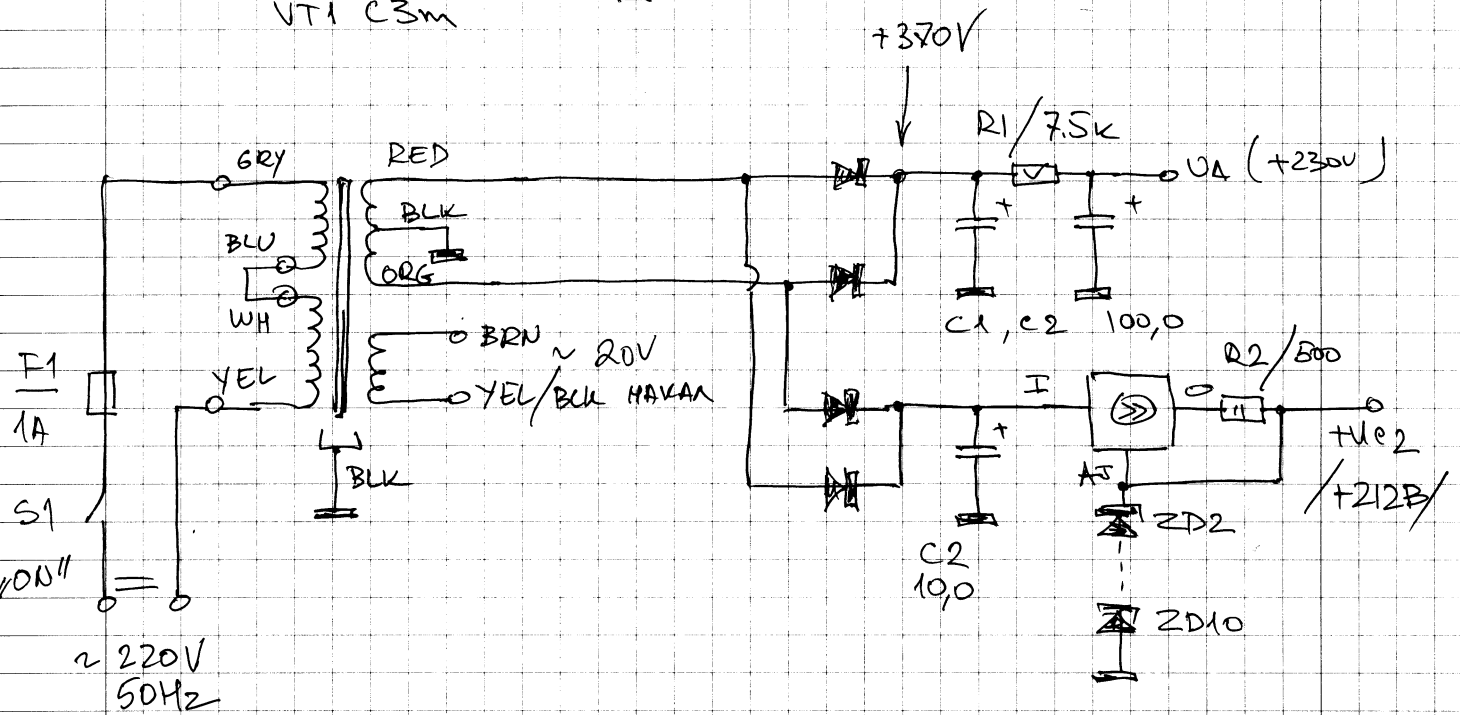 VT1 C3m
+370V
R1/7.5k
UA (+230V)
GRY
RED
BLK
BLU
ORG
WH
C1, C2 100,0
BRN
~ 20V
YEL/BLK НАКАЛ
YEL
F1
1A
+
+
+
I
O
R2/500
+Uc2
/+212В/
AJ
BLK
S1
„ON"
ZD2
C2
10,0
ZD10
~ 220V
50Hz